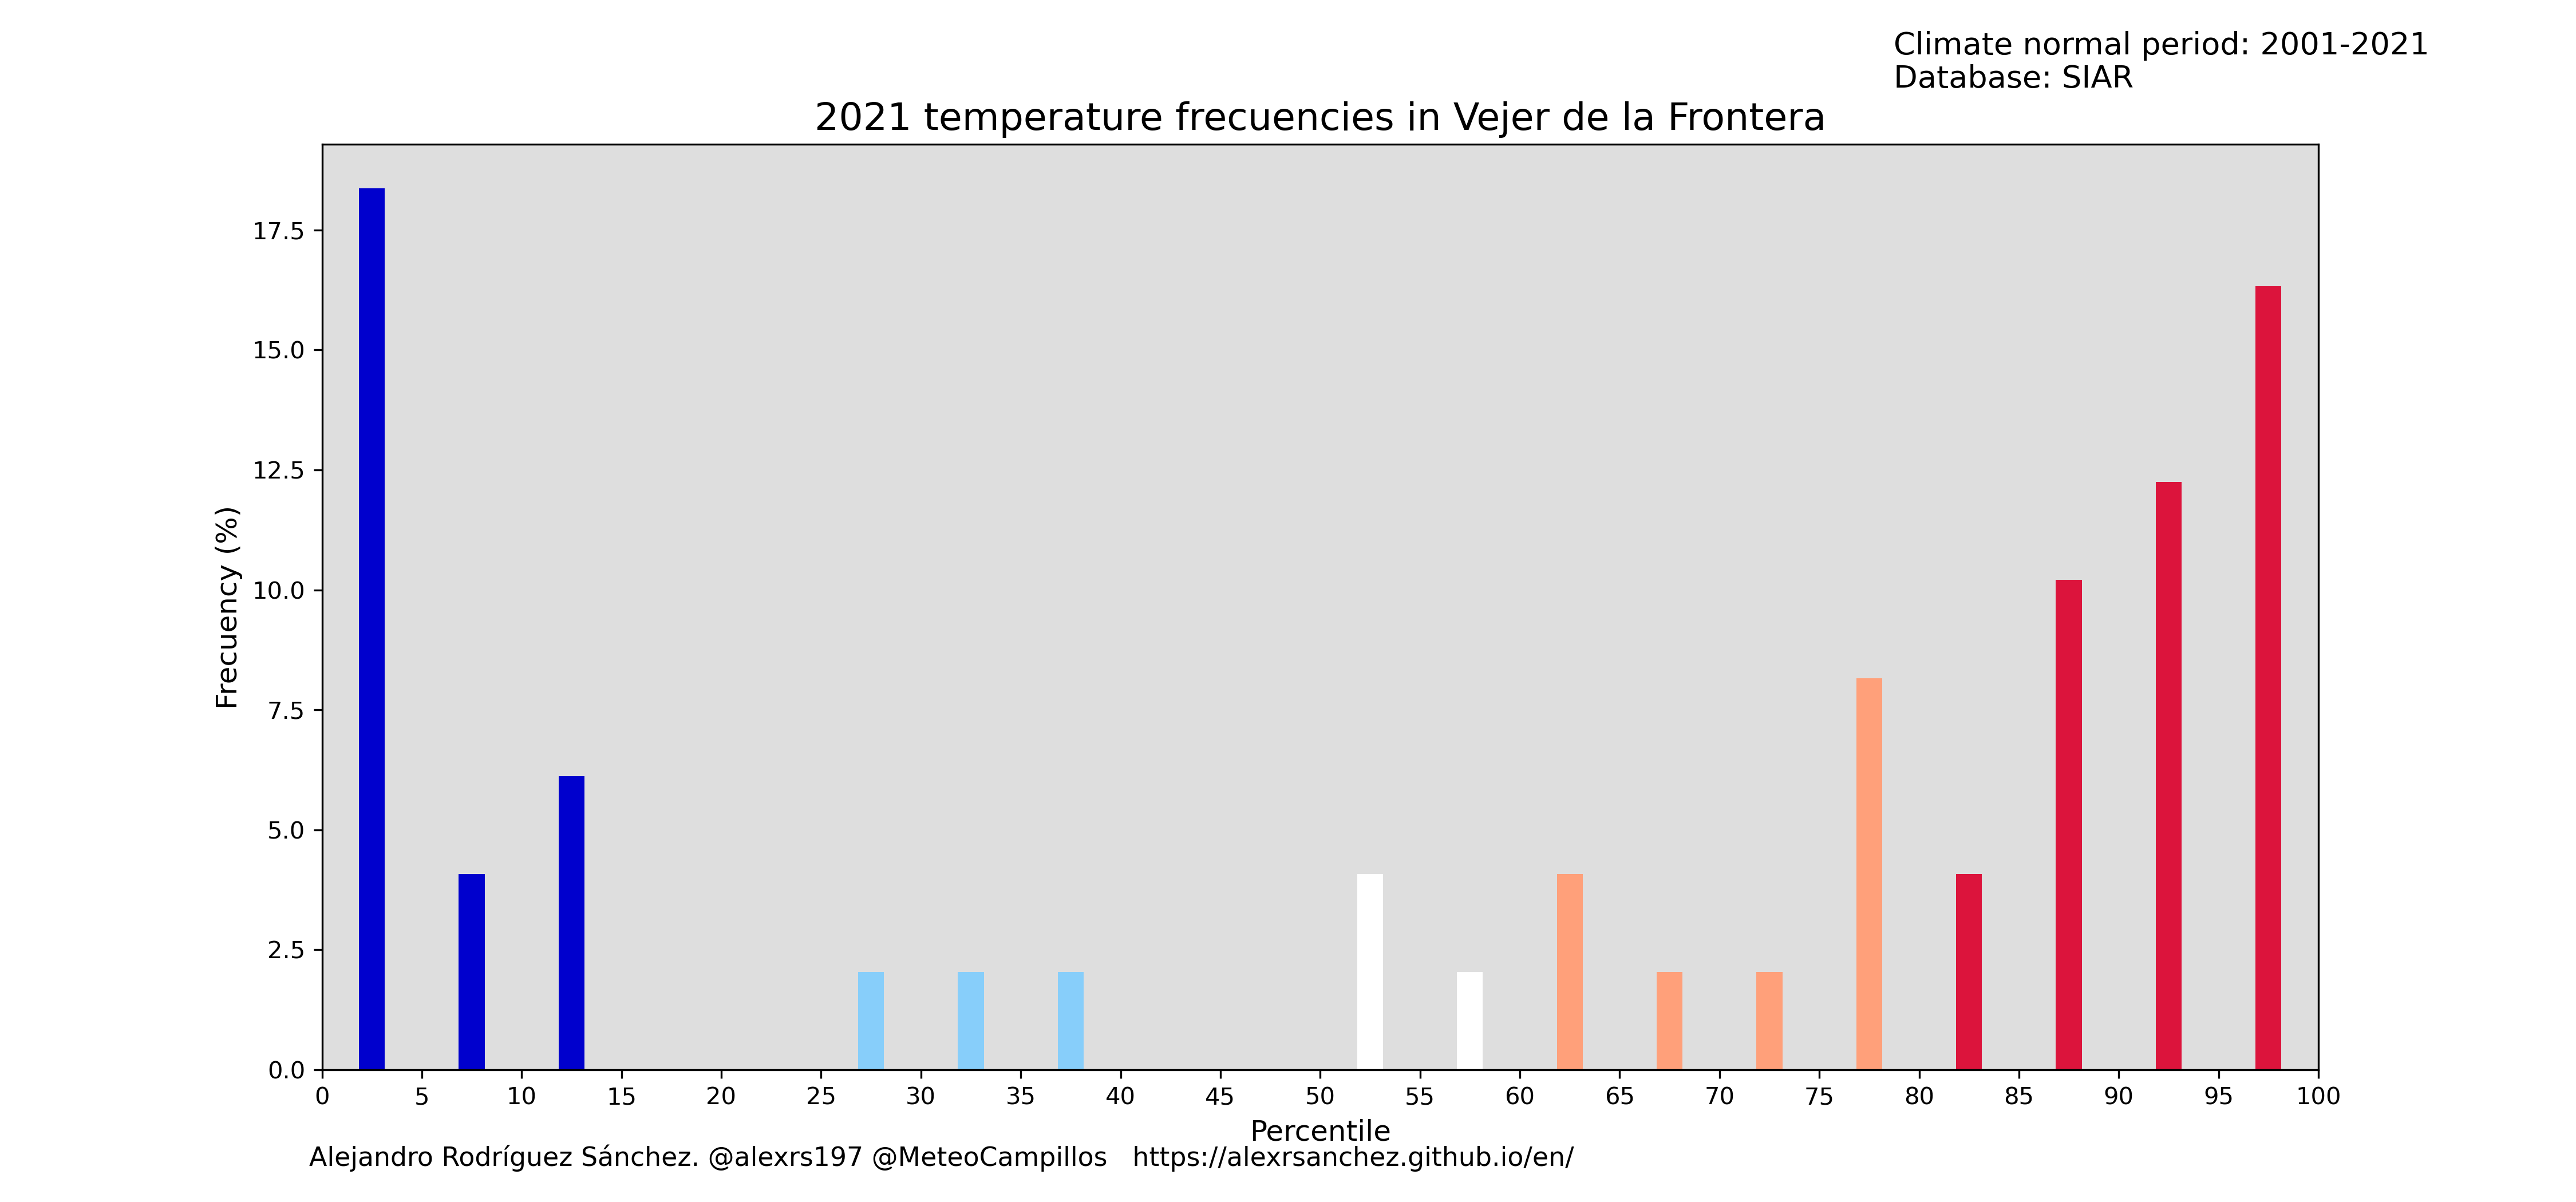 Climate normal period: 2001-2021
Database: SIAR
2021 temperature frecuencies in Vejer de la Frontera
Frecuency (%)
17.5
15.0
12.5
10.0
7.5
5.0
2.5
0.0
0 5 10 15 20 25 30 35 40 45 50 55 60 65 70 75 80 85 90 95 100
Percentile
Alejandro Rodríguez Sánchez. @alexrs197 @MeteoCampillos https://alexrsanchez.github.io/en/